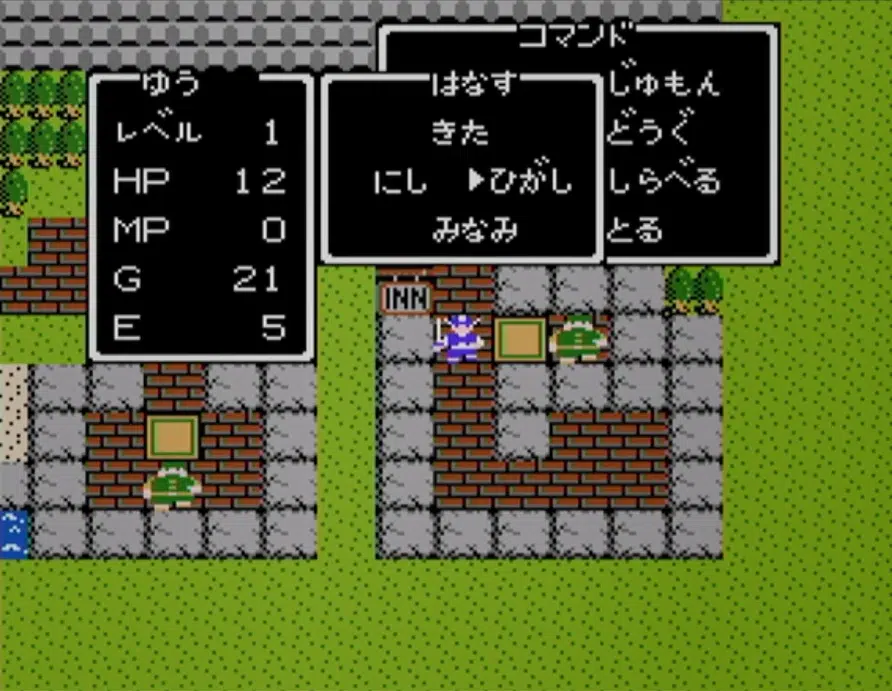 コマンド
じゅもん
どうぐ
しらべる
とる
はなす
きた
にし ▶ひがし
みなみ
ゆう
レベル 1
HP 12
MP 0
G 21
E 5
INN